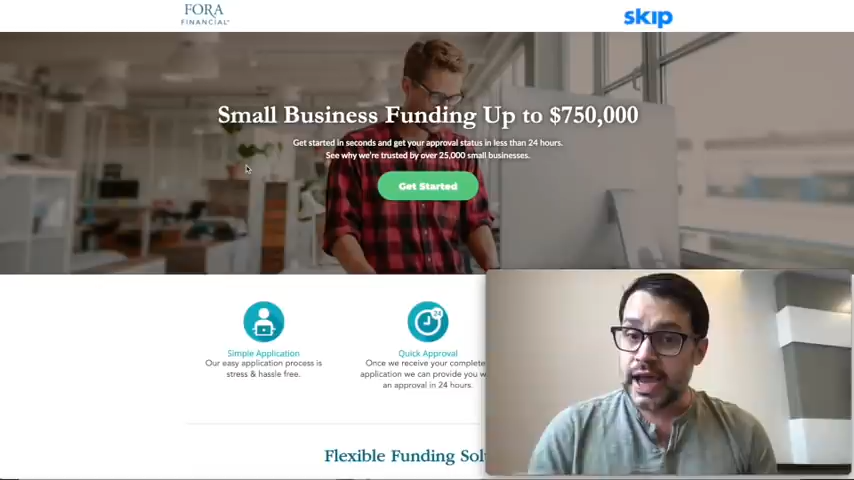 FORA
FINANCIAL
skip
Small Business Funding Up to $750,000
Get started in seconds and get your approval status in less than 24 hours.
See why we're trusted by over 25,000 small businesses.
Get Started
24
Simple Application
Our easy application process is
stress & hassle free.
Quick Approval
Once we receive your complete
application we can provide you w
an approval in 24 hours.
Flexible Funding Sol